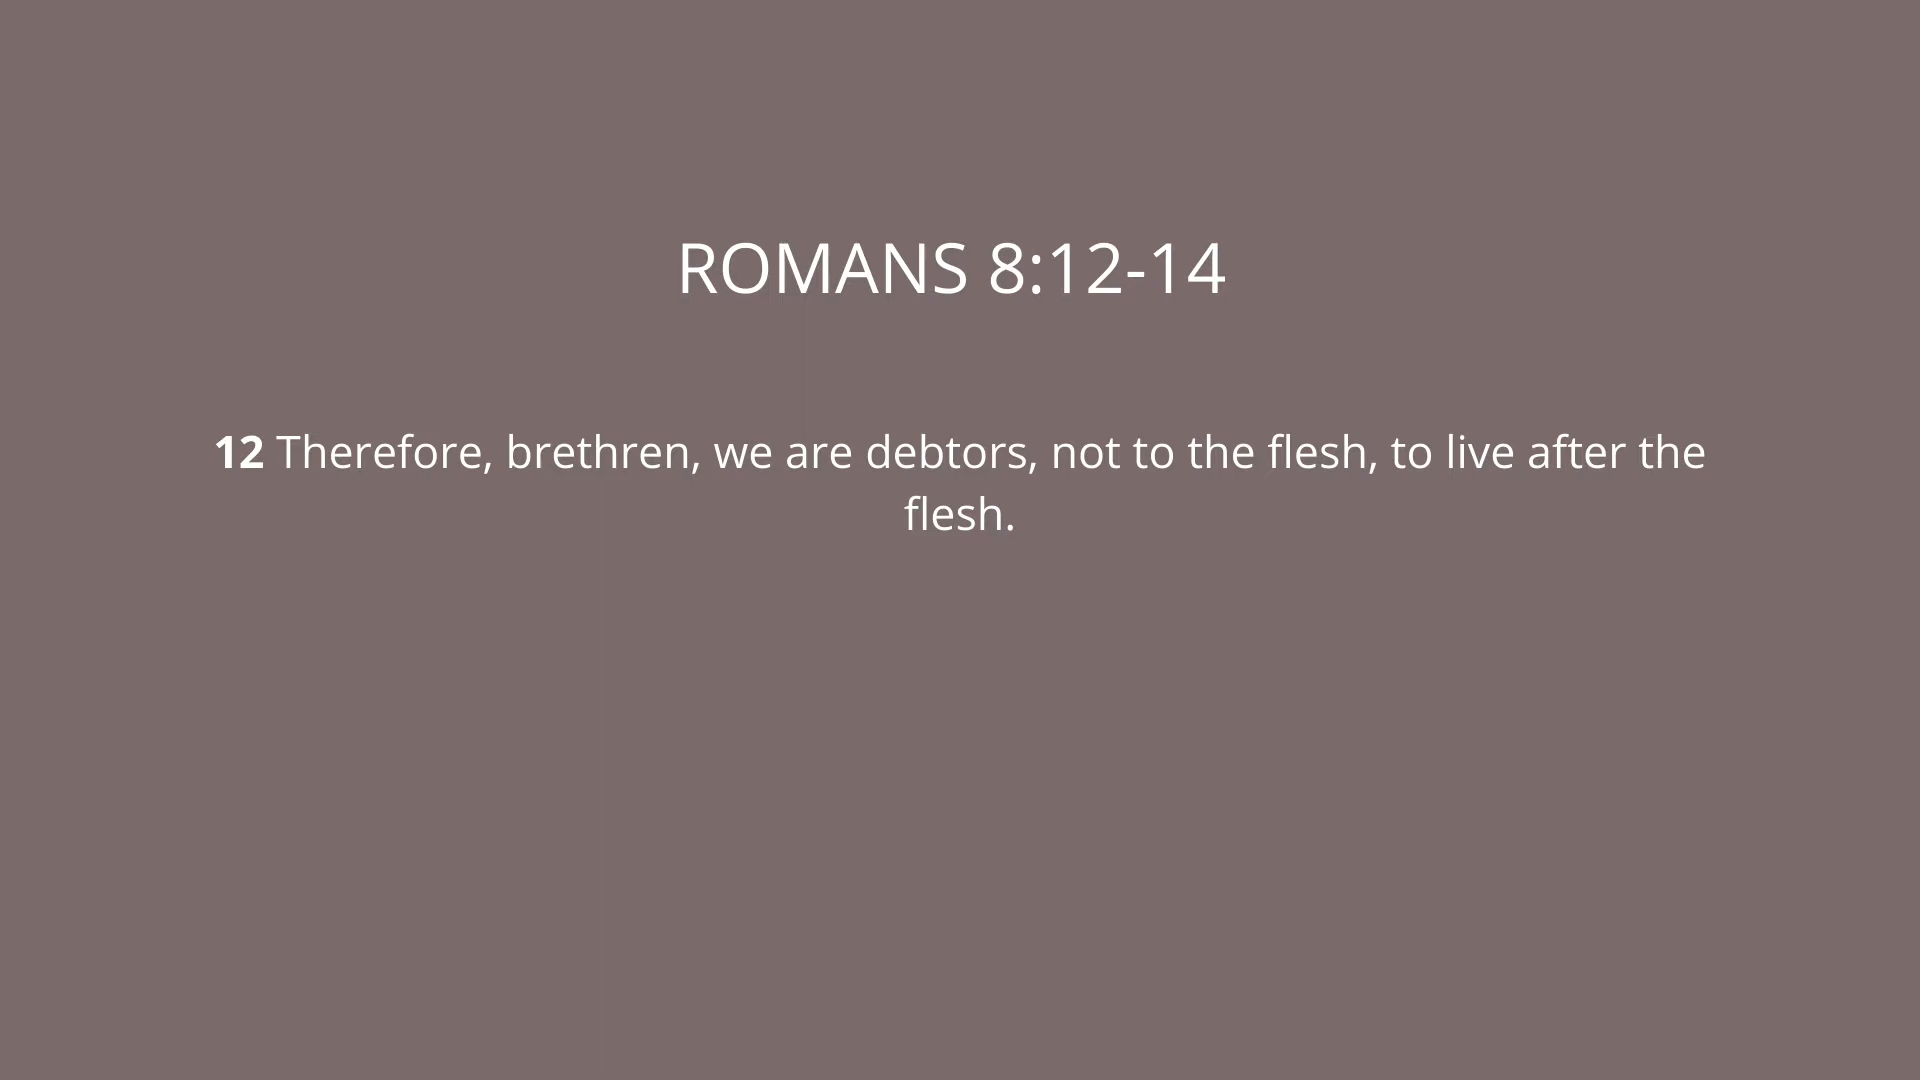 ROMANS 8:12-14
12 Therefore, brethren, we are debtors, not to the flesh, to live after the
flesh.